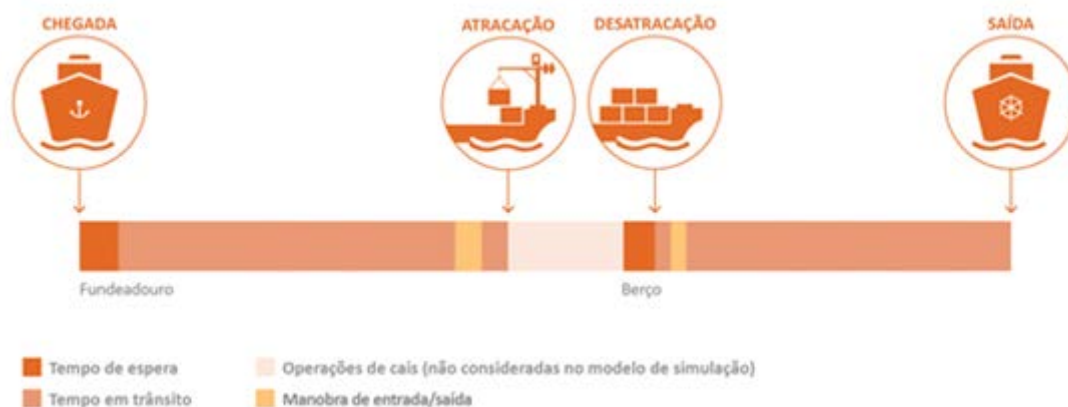 CHEGADA
ATRACAÇÃO
DESATRACAÇÃO
SAÍDA
Fundeadouro
Berço
Tempo de espera
Operações de cais (não consideradas no modelo de simulação)
Tempo em trânsito
Manobra de entrada/saída